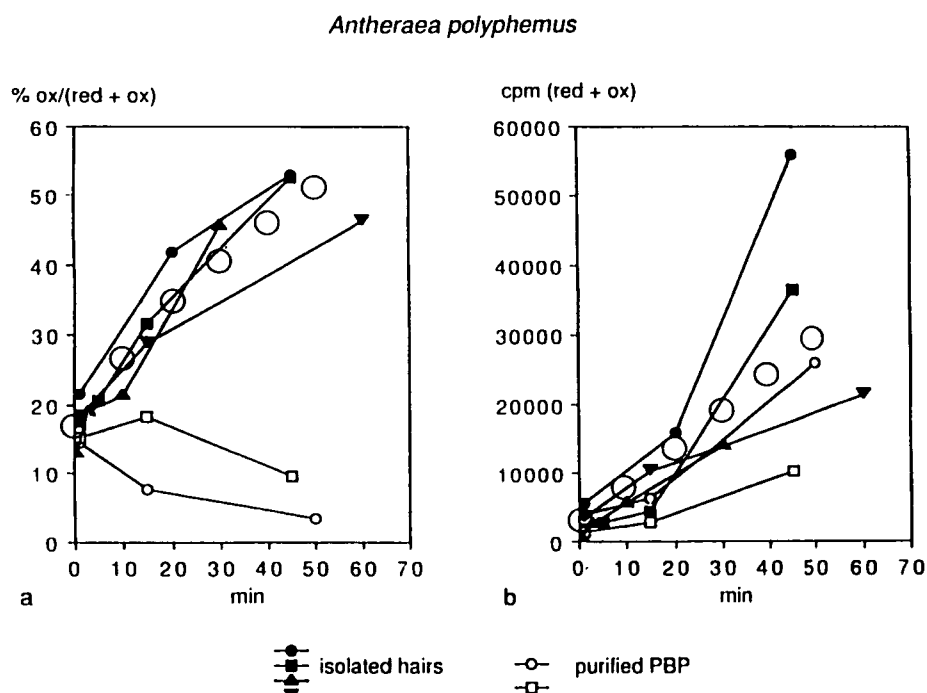 Antheraea polyphemus
% ox/(red + ox)
cpm (red + ox)
60
50
40
30
20
10
0
0 10 20 30 40 50 60 70
a
min
60000
50000
40000
30000
20000
10000
0
0 10 20 30 40 50 60 70
b
min
isolated hairs
purified PBP